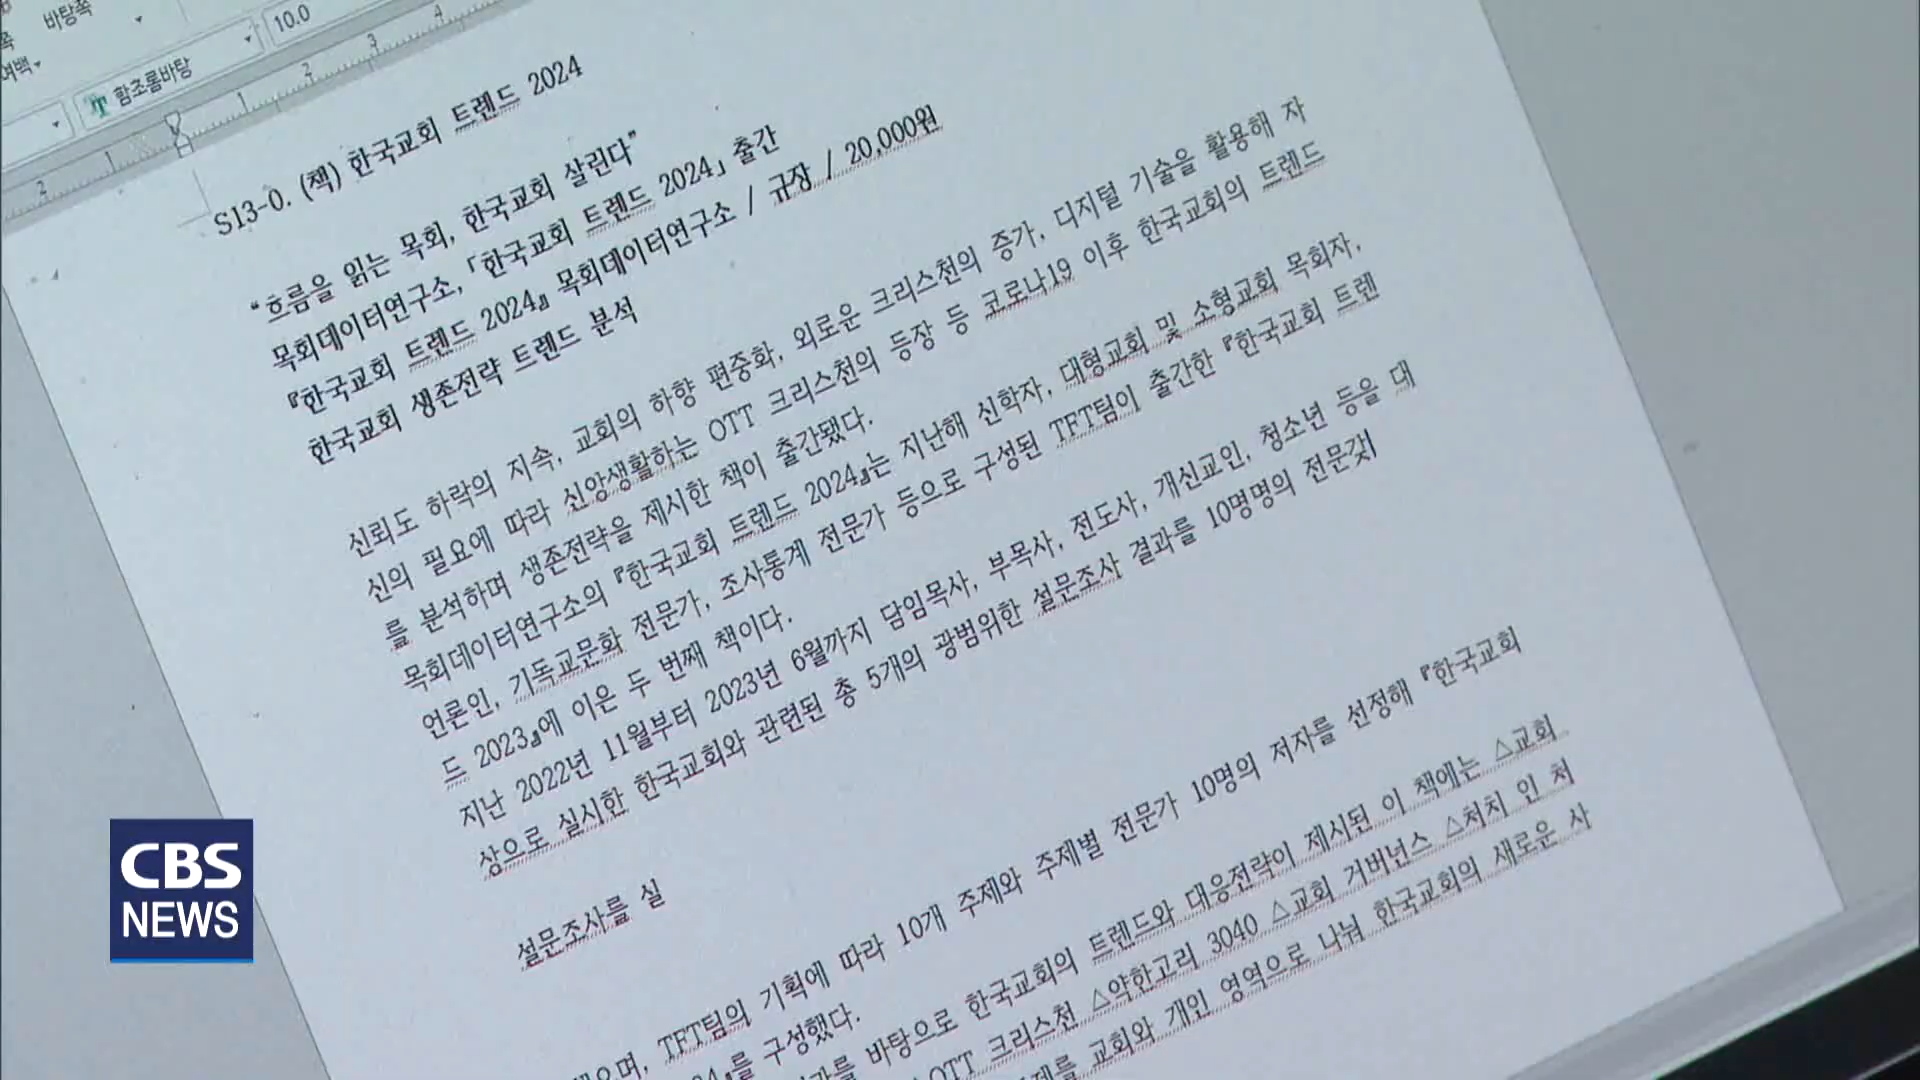 바탕쪽
쪽
여백
10.0
함초롬바탕
2 1 1 2 3 4
S13-0. (책) 한국교회 트렌드 2024
“흐름을 읽는 목회, 한국교회 살린다”
목회데이터연구소, 「한국교회 트렌드 2024」 출간
『한국교회 트렌드 2024』 목회데이터연구소 / 규장 / 20,000원
한국교회 생존전략 트렌드 분석
신뢰도 하락의 지속, 교회의 하향 편중화, 외로운 크리스천의 증가, 디지털 기술을 활용해 자
신의 필요에 따라 신앙생활하는 OTT 크리스천의 등장 등 코로나19 이후 한국교회의 트렌드
를 분석하며 생존전략을 제시한 책이 출간됐다.
목회데이터연구소의 『한국교회 트렌드 2024』는 지난해 신학자, 대형교회 및 소형교회 목회자,
언론인, 기독교문화 전문가, 조사통계 전문가 등으로 구성된 TFT팀이 출간한 『한국교회 트렌
드 2023』에 이은 두 번째 책이다.
지난 2022년 11월부터 2023년 6월까지 담임목사, 부목사, 전도사, 개신교인, 청소년 등을 대
상으로 실시한 한국교회와 관련된 총 5개의 광범위한 설문조사 결과를 10명명의 전문갗
설문조사를 실
TFT팀의 기획에 따라 10개 주제와 주제별 전문가 10명의 저자를 선정해 『한국교회
를 구성했다.
바탕으로 한국교회의 트렌드와 대응전략이 제시된 이 책에는 △교회
OTT 크리스천 △약한고리 3040 △교회 거버넌스 △처치 인 처
교회와 개인 영역으로 나눠 한국교회의 새로운 사
CBS
NEWS